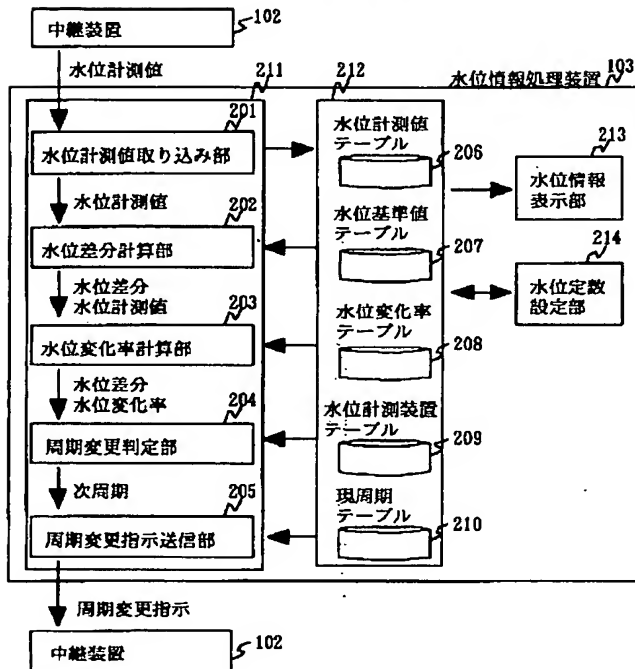 中継装置
102
水位計測値
水位情報処理装置
103
211
212
201
水位計測値取り込み部
水位計測値
202
水位差分計算部
水位差分
水位計測値
203
水位変化率計算部
水位差分
水位変化率
204
周期変更判定部
次周期
205
周期変更指示送信部
周期変更指示
中継装置
102
水位計測値
テーブル
206
水位基準値
テーブル
207
水位変化率
テーブル
208
水位計測装置
テーブル
209
現周期
テーブル
210
213
水位情報
表示部
214
水位定数
設定部